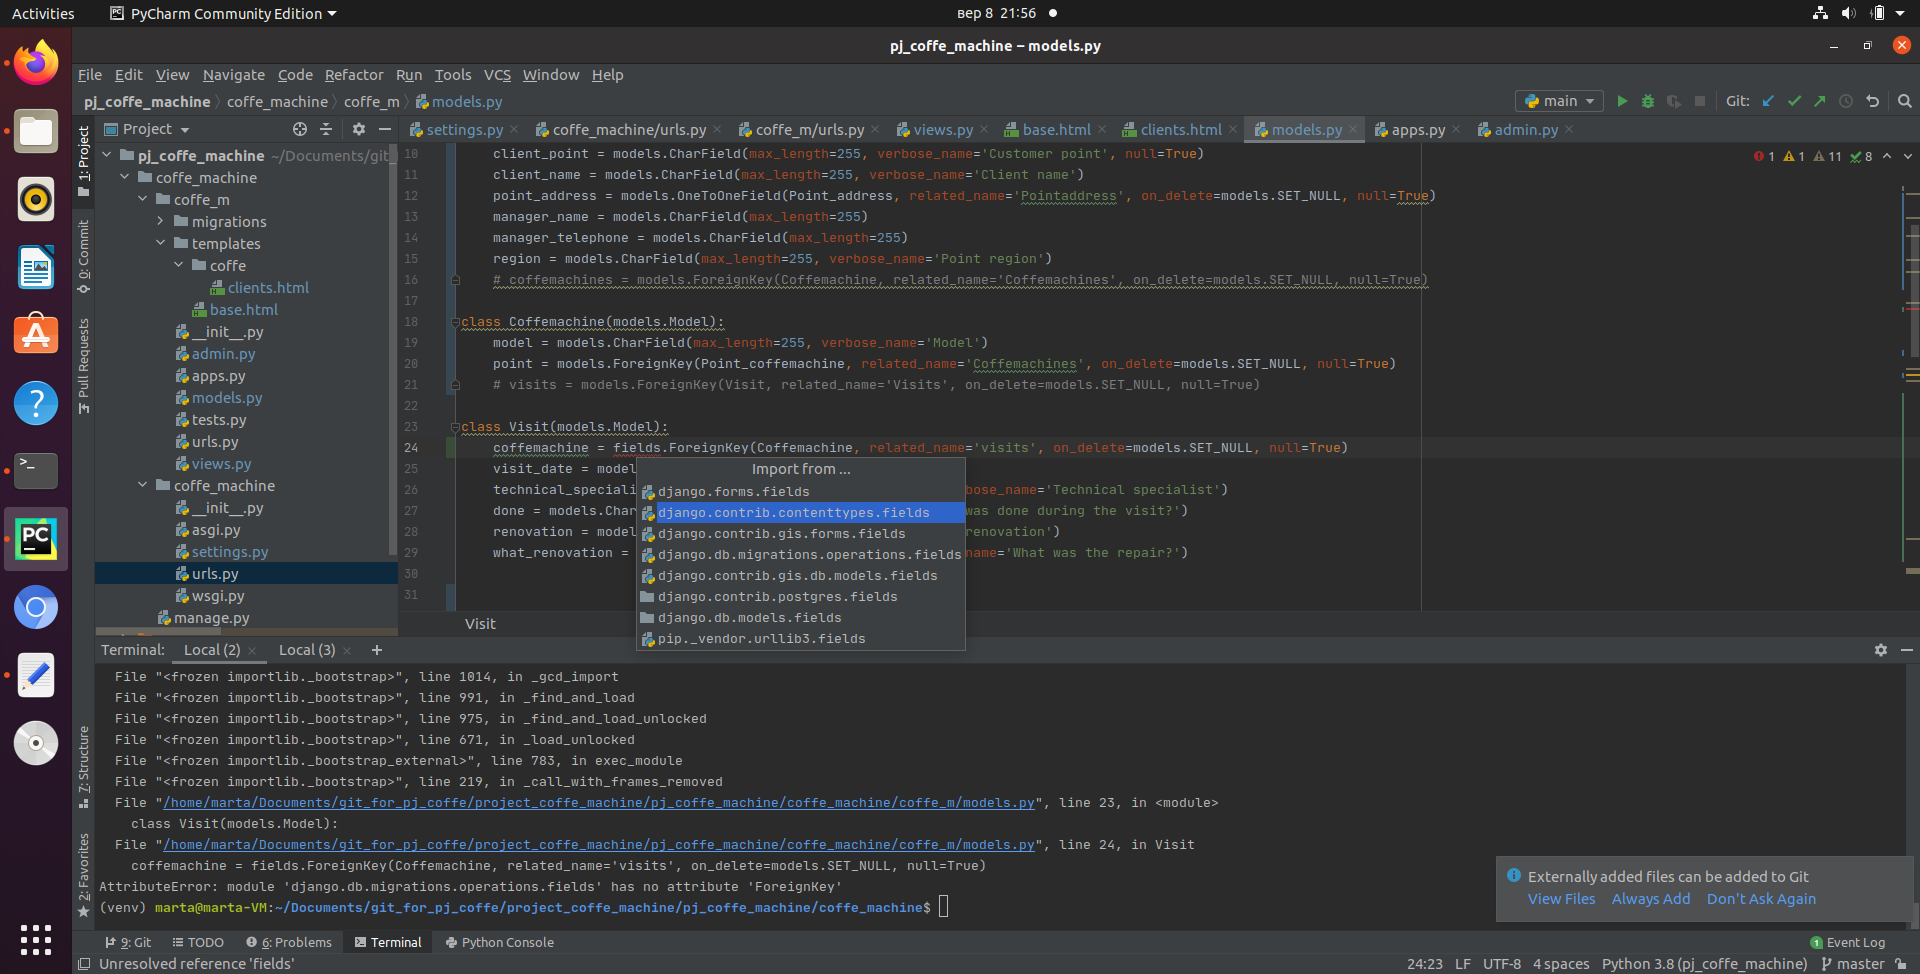 Activities PyCharm Community Edition вер 8 21:56
pj_coffe_machine – models.py
File Edit View Navigate Code Refactor Run Tools VCS Window Help
pj_coffe_machine coffe_machine coffe_m models.py main Git:
Project settings.py coffe_machine/urls.py coffe_m/urls.py views.py base.html clients.html models.py apps.py admin.py
1: Project
0: Commit
Pull Requests
7: Structure
2: Favorites
pj_coffe_machine ~/Documents/git_
coffe_machine
coffe_m
migrations
templates
coffe
clients.html
base.html
__init__.py
admin.py
apps.py
models.py
tests.py
urls.py
views.py
coffe_machine
__init__.py
asgi.py
settings.py
urls.py
wsgi.py
manage.py
1 1 11 8
10 client_point = models.CharField(max_length=255, verbose_name='Customer point', null=True)
11 client_name = models.CharField(max_length=255, verbose_name='Client name')
12 point_address = models.OneToOneField(Point_address, related_name='Pointaddress', on_delete=models.SET_NULL, null=True)
13 manager_name = models.CharField(max_length=255)
14 manager_telephone = models.CharField(max_length=255)
15 region = models.CharField(max_length=255, verbose_name='Point region')
16 # coffemachines = models.ForeignKey(Coffemachine, related_name='Coffemachines', on_delete=models.SET_NULL, null=True)
17
18 class Coffemachine(models.Model):
19 model = models.CharField(max_length=255, verbose_name='Model')
20 point = models.ForeignKey(Point_coffemachine, related_name='Coffemachines', on_delete=models.SET_NULL, null=True)
21 # visits = models.ForeignKey(Visit, related_name='Visits', on_delete=models.SET_NULL, null=True)
22
23 class Visit(models.Model):
24 coffemachine = fields.ForeignKey(Coffemachine, related_name='visits', on_delete=models.SET_NULL, null=True)
25 visit_date = model
26 technical_speciali bose_name='Technical specialist')
27 done = models.Char was done during the visit?')
28 renovation = model renovation')
29 what_renovation = name='What was the repair?')
30
31
Import from ...
django.forms.fields
django.contrib.contenttypes.fields
django.contrib.gis.forms.fields
django.db.migrations.operations.fields
django.contrib.gis.db.models.fields
django.contrib.postgres.fields
django.db.models.fields
pip._vendor.urllib3.fields
Visit
Terminal: Local (2) Local (3) +
File "<frozen importlib._bootstrap>", line 1014, in _gcd_import
File "<frozen importlib._bootstrap>", line 991, in _find_and_load
File "<frozen importlib._bootstrap>", line 975, in _find_and_load_unlocked
File "<frozen importlib._bootstrap>", line 671, in _load_unlocked
File "<frozen importlib._bootstrap_external>", line 783, in exec_module
File "<frozen importlib._bootstrap>", line 219, in _call_with_frames_removed
File "/home/marta/Documents/git_for_pj_coffe/project_coffe_machine/pj_coffe_machine/coffe_machine/coffe_m/models.py", line 23, in <module>
class Visit(models.Model):
File "/home/marta/Documents/git_for_pj_coffe/project_coffe_machine/pj_coffe_machine/coffe_machine/coffe_m/models.py", line 24, in Visit
coffemachine = fields.ForeignKey(Coffemachine, related_name='visits', on_delete=models.SET_NULL, null=True)
AttributeError: module 'django.db.migrations.operations.fields' has no attribute 'ForeignKey'
(venv) marta@marta-VM:~/Documents/git_for_pj_coffe/project_coffe_machine/pj_coffe_machine/coffe_machine$
Externally added files can be added to Git
View Files Always Add Don't Ask Again
9: Git TODO 6: Problems Terminal Python Console 1 Event Log
Unresolved reference 'fields' 24:23 LF UTF-8 4 spaces Python 3.8 (pj_coffe_machine) master